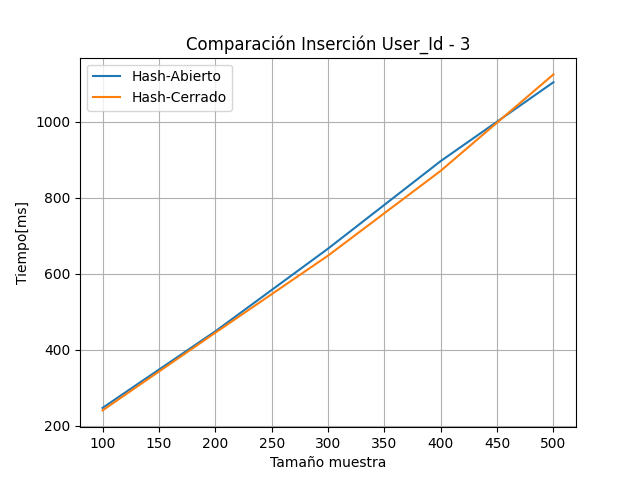 Comparación Inserción User_Id - 3
Hash-Abierto
Hash-Cerrado
1000
800
600
400
200
Tiempo[ms]
100 150 200 250 300 350 400 450 500
Tamaño muestra